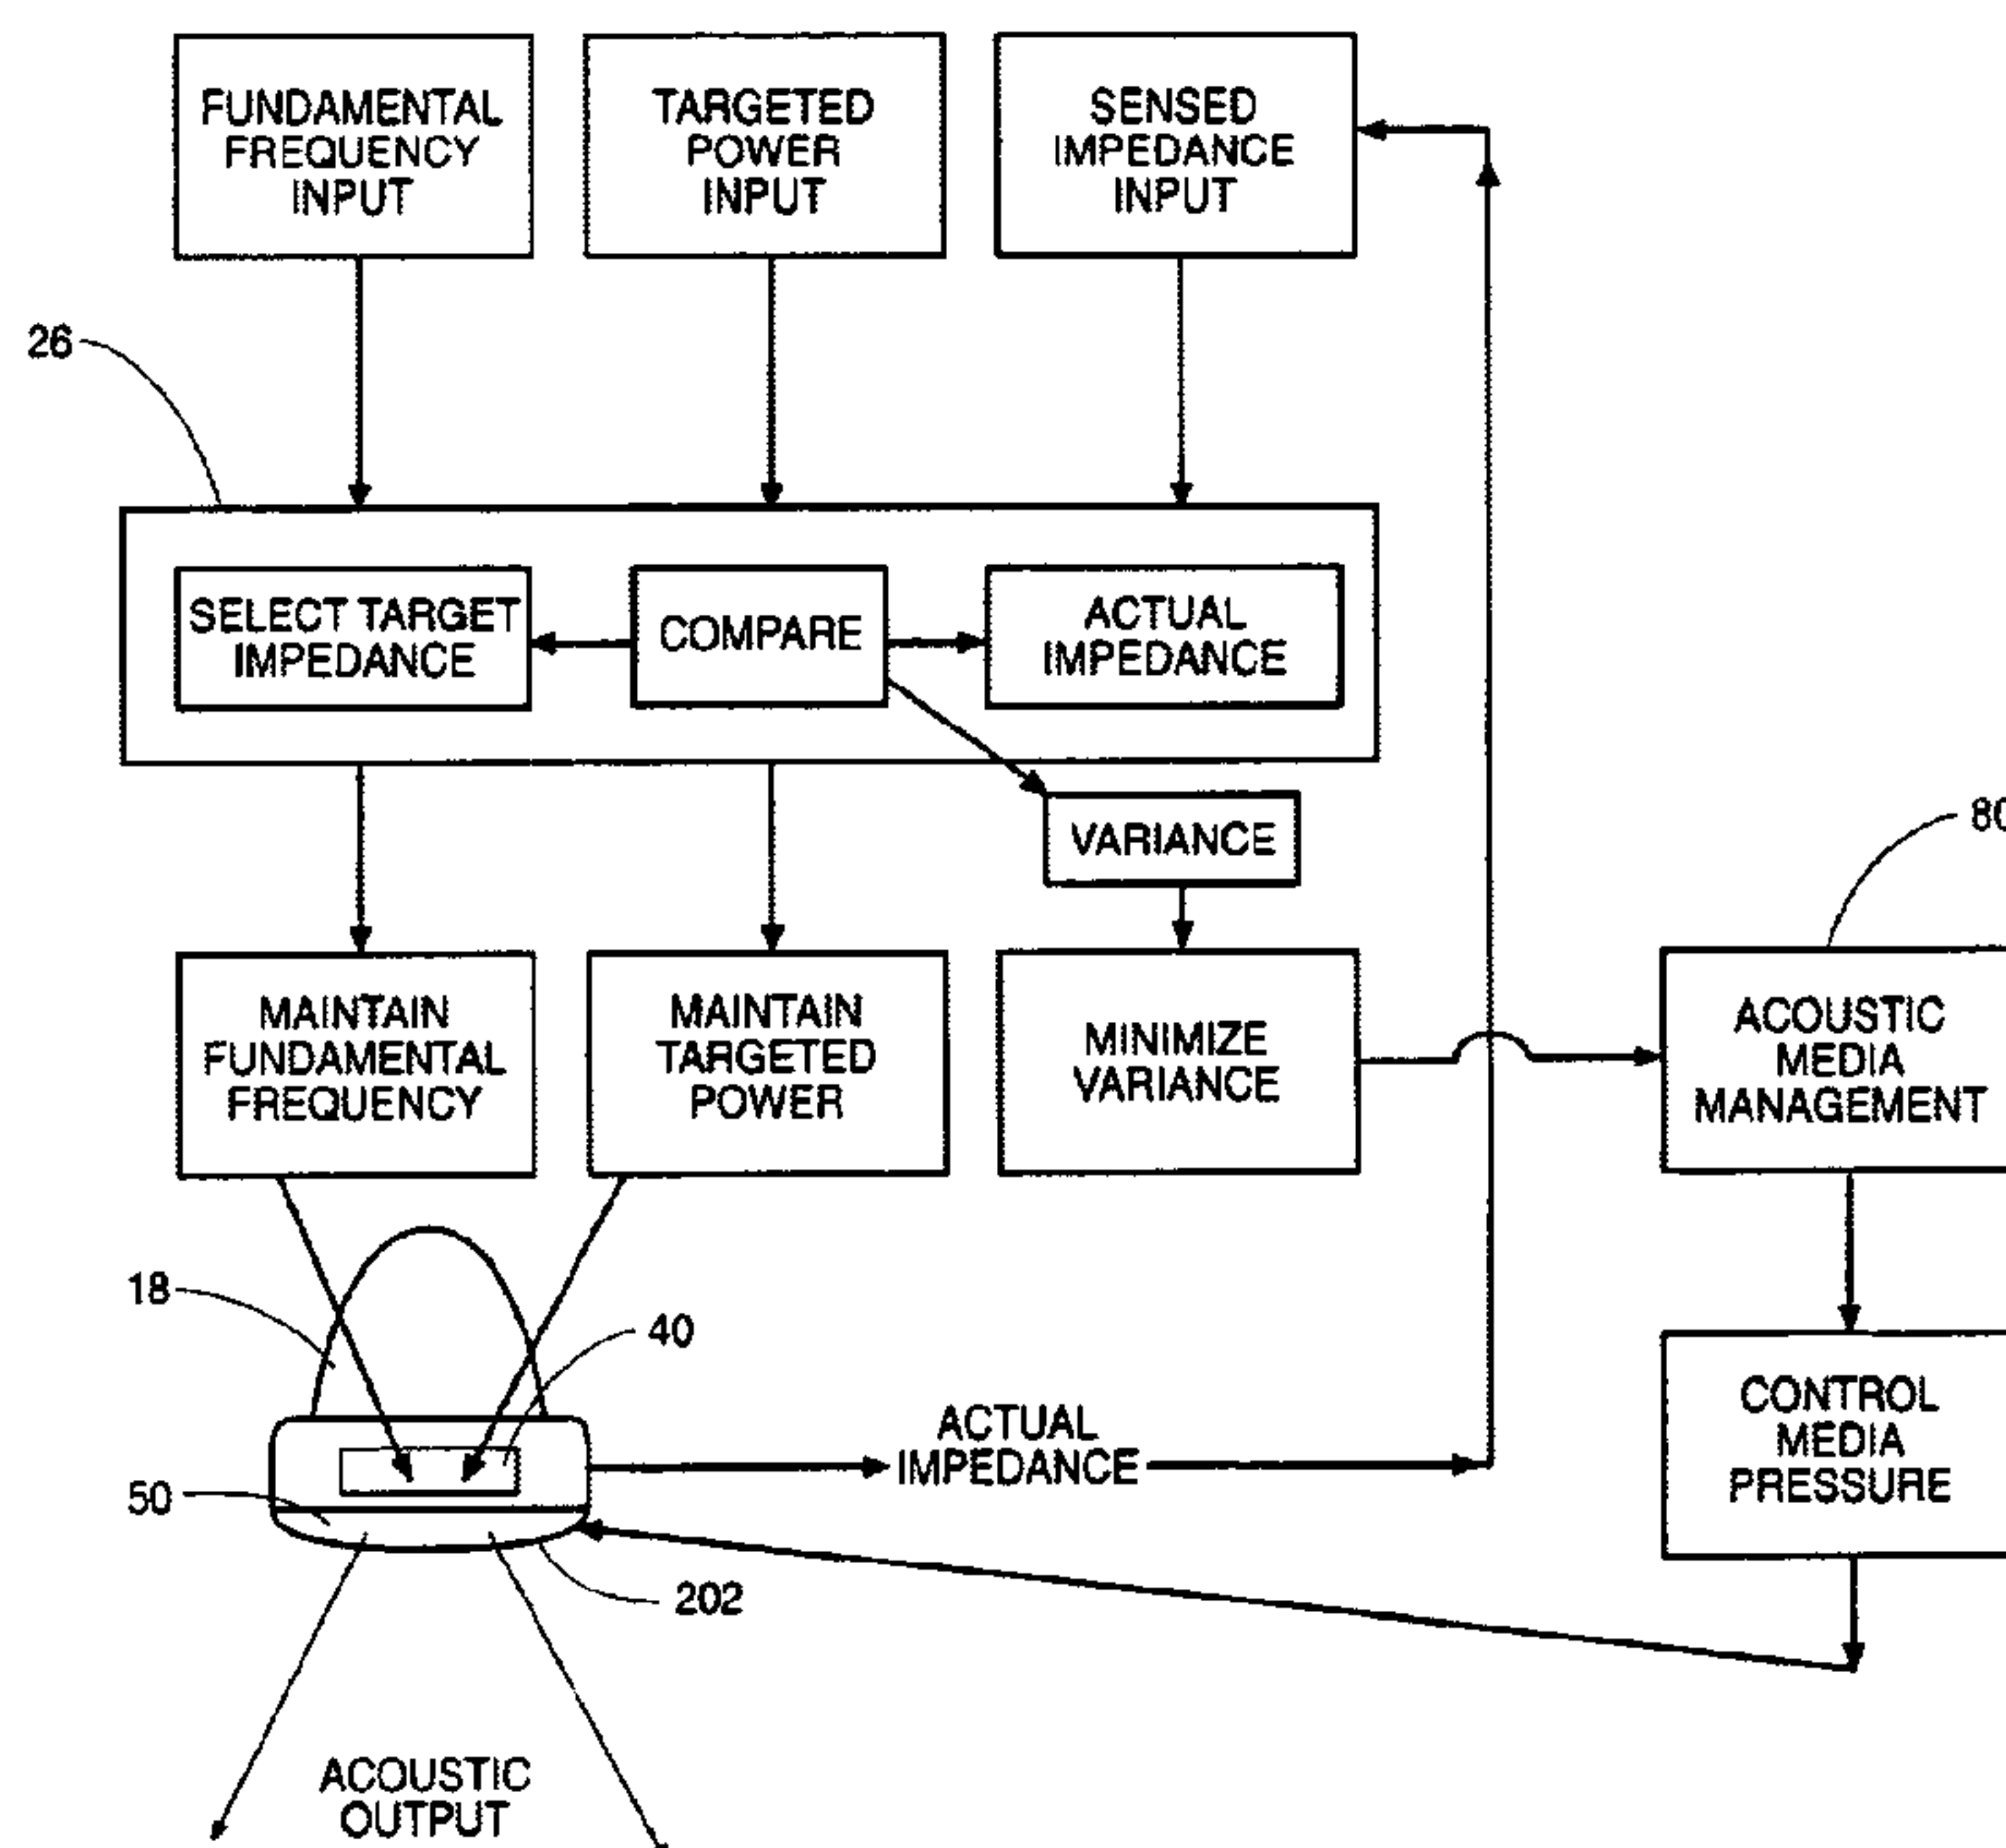 FUNDAMENTAL
FREQUENCY
INPUT
TARGETED
POWER
INPUT
SENSED
IMPEDANCE
INPUT
26
SELECT TARGET
IMPEDANCE
COMPARE
ACTUAL
IMPEDANCE
VARIANCE
80
MAINTAIN
FUNDAMENTAL
FREQUENCY
MAINTAIN
TARGETED
POWER
MINIMIZE
VARIANCE
ACOUSTIC
MEDIA
MANAGEMENT
18
40
ACTUAL
IMPEDANCE
CONTROL
MEDIA
PRESSURE
50
202
ACOUSTIC
OUTPUT